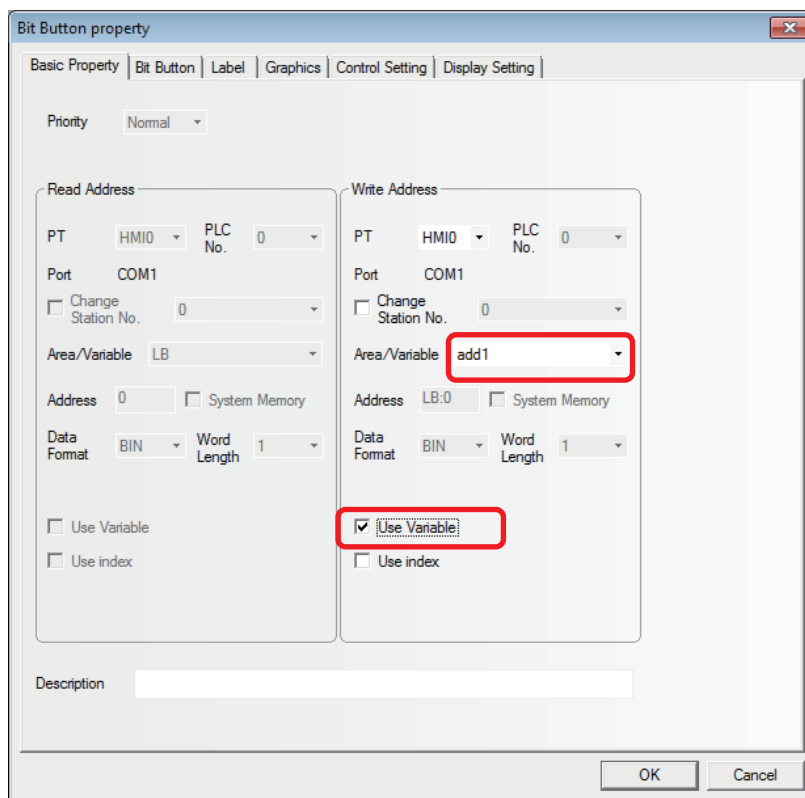 Bit Button property
Basic Property Bit Button Label Graphics Control Setting Display Setting
Priority Normal
Read Address
PT HMI0 PLC No. 0
Port COM1
Change Station No. 0
Area/Variable LB
Address 0 System Memory
Data Format BIN Word Length 1
Use Variable
Use index
Write Address
PT HMI0 PLC No. 0
Port COM1
Change Station No. 0
Area/Variable add1
Address LB:0 System Memory
Data Format BIN Word Length 1
Use Variable
Use index
Description
OK Cancel